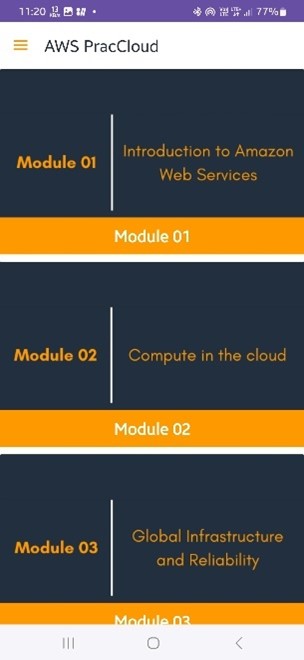 11:20
77%
AWS PracCloud
Module 01
Introduction to Amazon
Web Services
Module 01
Module 02
Compute in the cloud
Module 02
Module 03
Global Infrastructure
and Reliability
Module 03